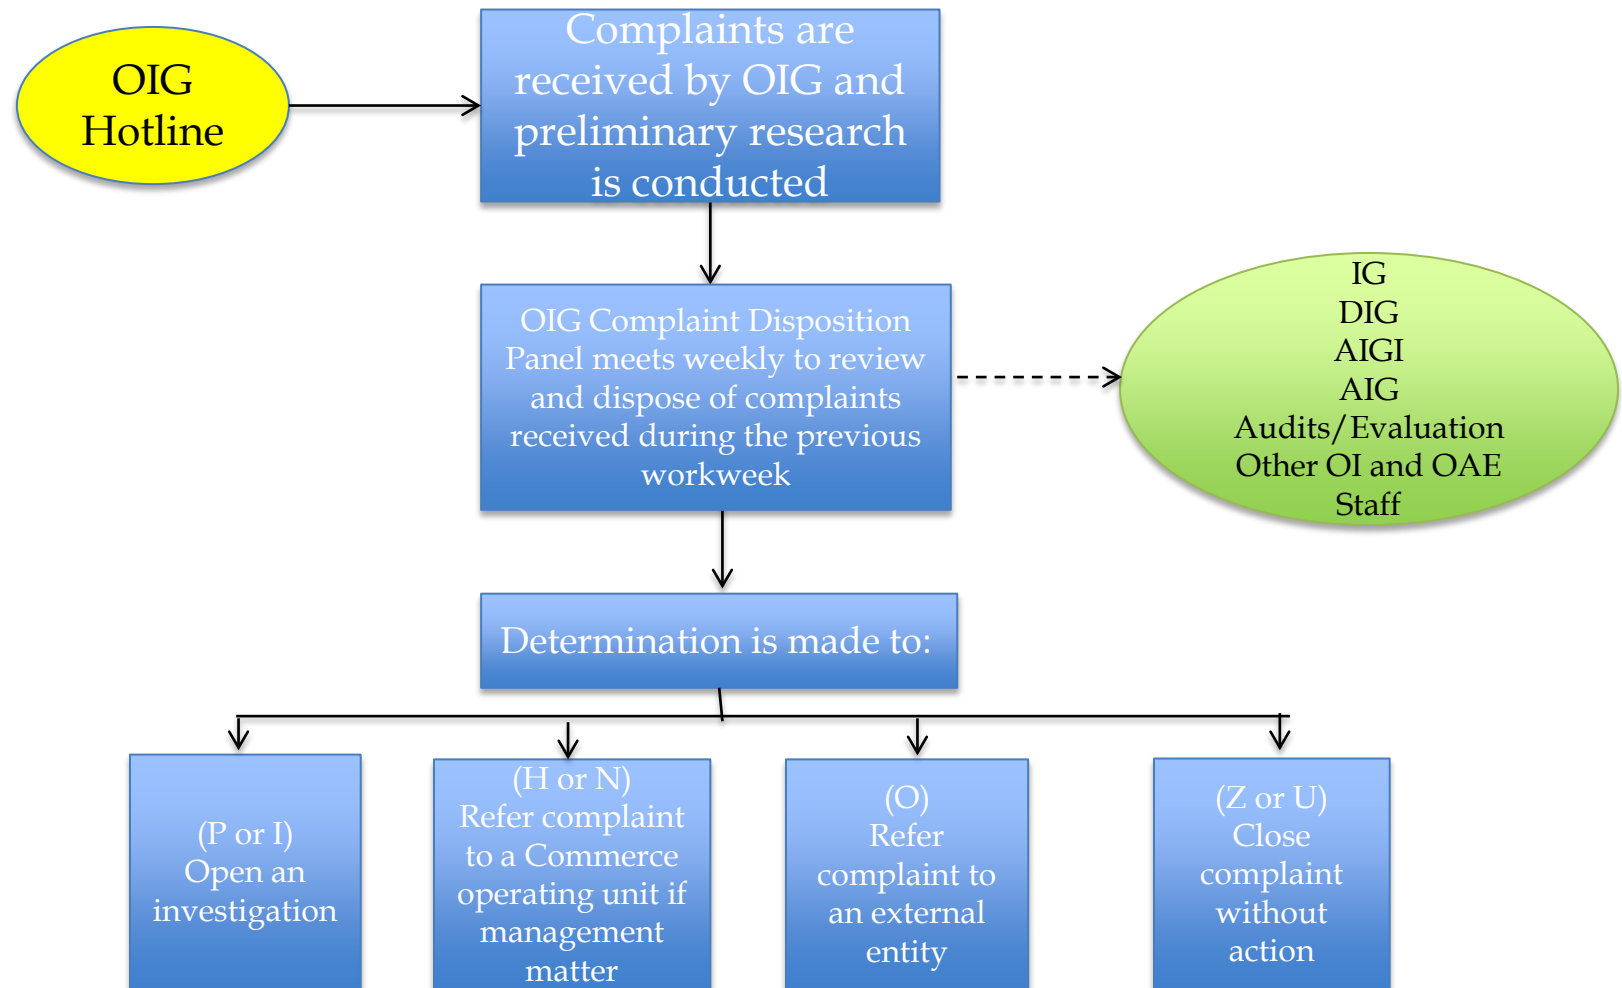 OIG
Hotline
Complaints are
received by OIG and
preliminary research
is conducted
OIG Complaint Disposition
Panel meets weekly to review
and dispose of complaints
received during the previous
workweek
IG
DIG
AIGI
AIG
Audits/Evaluation
Other OI and OAE
Staff
Determination is made to:
(P or I)
Open an
investigation
(H or N)
Refer complaint
to a Commerce
operating unit if
management
matter
(O)
Refer
complaint to
an external
entity
(Z or U)
Close
complaint
without
action